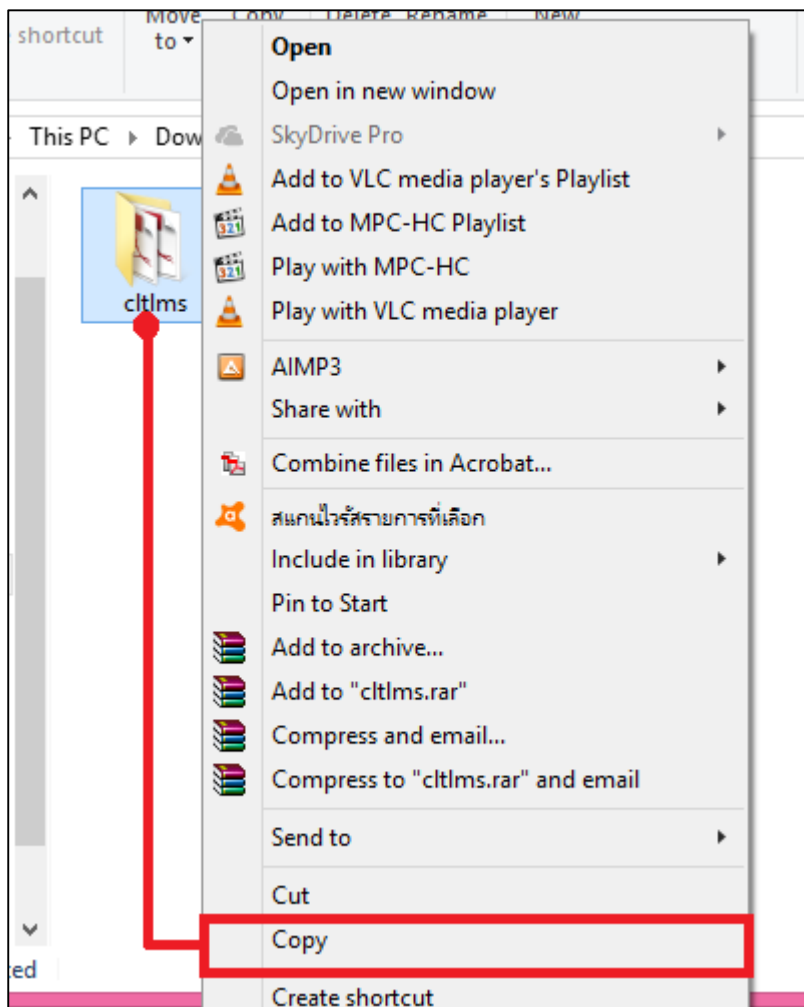 Move Copy Delete Rename New
shortcut to
This PC Dow
cltlms
Open
Open in new window
SkyDrive Pro
Add to VLC media player's Playlist
Add to MPC-HC Playlist
Play with MPC-HC
Play with VLC media player
AIMP3
Share with
Combine files in Acrobat...
สแกนไวรัสรายการที่เลือก
Include in library
Pin to Start
Add to archive...
Add to "cltlms.rar"
Compress and email...
Compress to "cltlms.rar" and email
Send to
Cut
Copy
Create shortcut